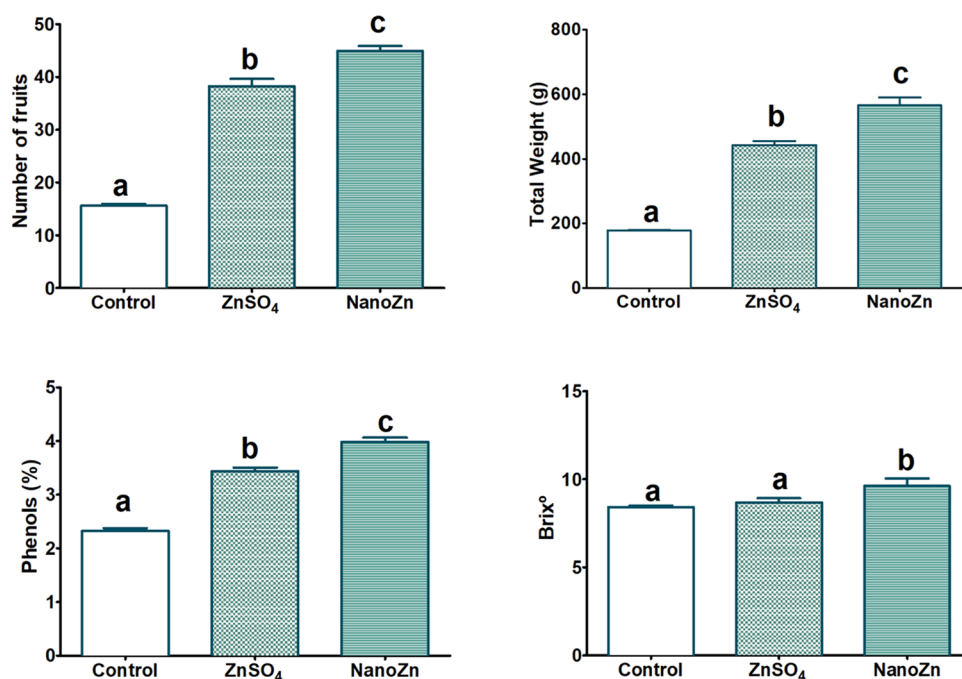 Number of fruits
50
40
30
20
10
0
a
b
c
Control
ZnSO₄
NanoZn
Total Weight (g)
800
600
400
200
0
a
b
c
Control
ZnSO₄
NanoZn
Phenols (%)
5
4
3
2
1
0
a
b
c
Control
ZnSO₄
NanoZn
Brixº
15
10
5
0
a
a
b
Control
ZnSO₄
NanoZn